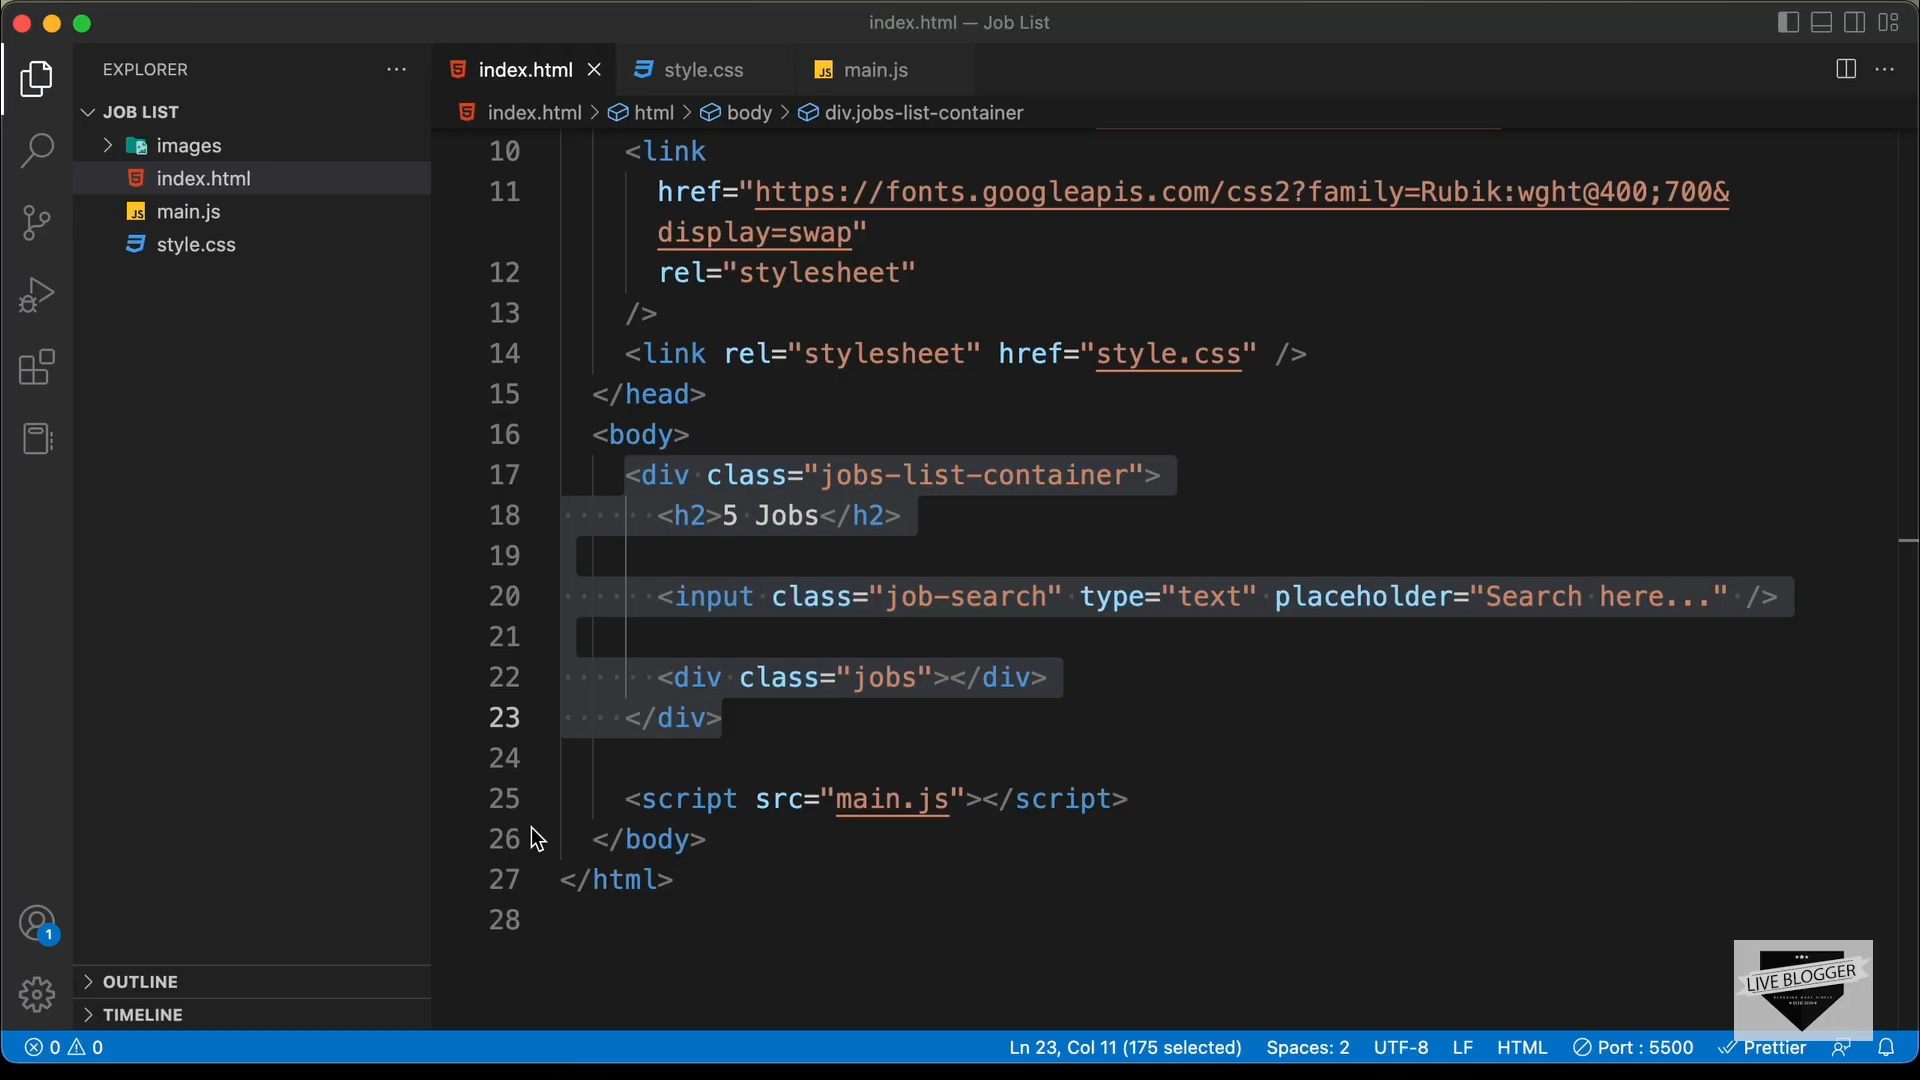 index.html — Job List
EXPLORER
JOB LIST
images
index.html
main.js
style.css
OUTLINE
TIMELINE
index.html
style.css
main.js
index.html > html > body > div.jobs-list-container
10 <link
11 href="https://fonts.googleapis.com/css2?family=Rubik:wght@400;700&
display=swap"
12 rel="stylesheet"
13 />
14 <link rel="stylesheet" href="style.css" />
15 </head>
16 <body>
17 <div class="jobs-list-container">
18 <h2>5 Jobs</h2>
19
20 <input class="job-search" type="text" placeholder="Search here..." />
21
22 <div class="jobs"></div>
23 </div>
24
25 <script src="main.js"></script>
26 </body>
27 </html>
28
1
LIVE BLOGGER
0 0
Ln 23, Col 11 (175 selected)
Spaces: 2
UTF-8
LF
HTML
Port : 5500
Prettier